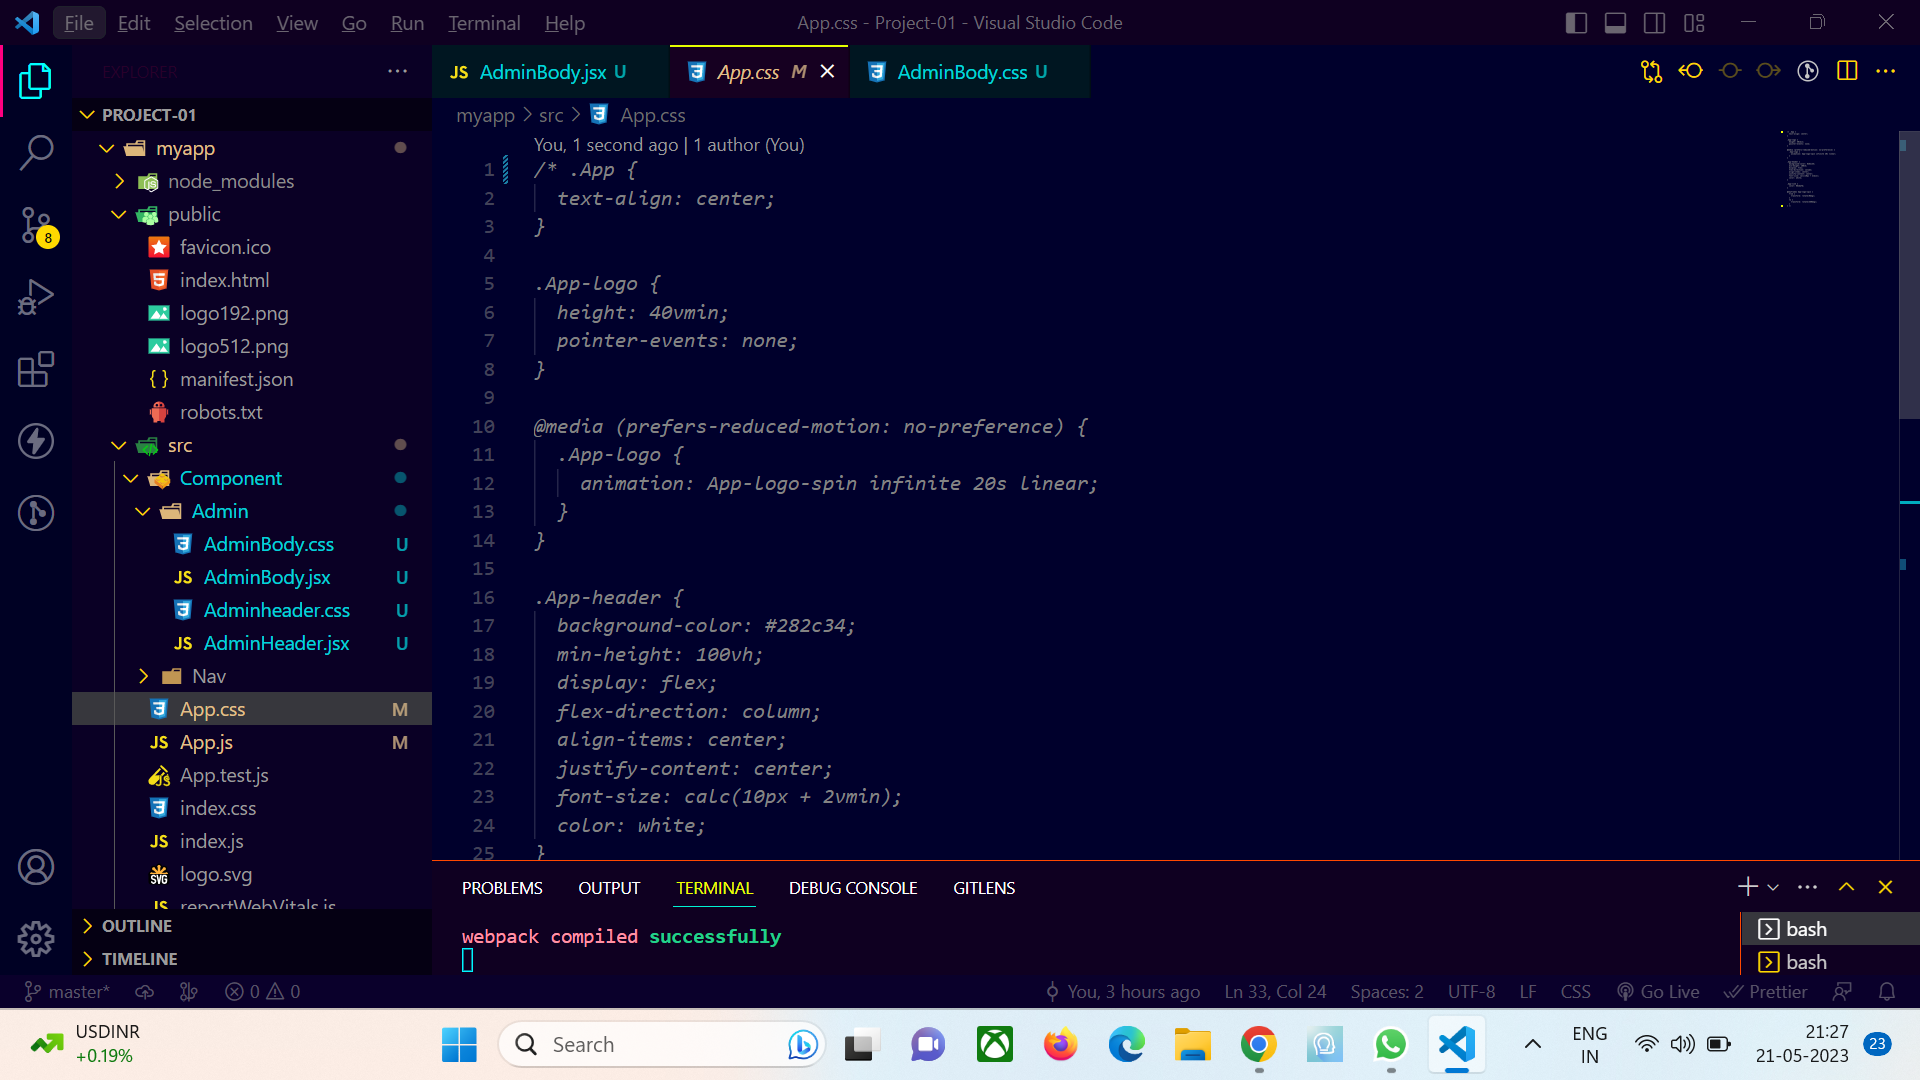 File Edit Selection View Go Run Terminal Help
App.css - Project-01 - Visual Studio Code
EXPLORER
PROJECT-01
myapp
node_modules
public
favicon.ico
index.html
logo192.png
logo512.png
manifest.json
robots.txt
src
Component
Admin
AdminBody.css U
AdminBody.jsx U
Adminheader.css U
AdminHeader.jsx U
Nav
App.css M
App.js M
App.test.js
index.css
index.js
logo.svg
reportWebVitals.js
OUTLINE
TIMELINE
8
JS AdminBody.jsx U
App.css M
AdminBody.css U
myapp > src > App.css
You, 1 second ago | 1 author (You)
1 /* .App {
2 text-align: center;
3 }
4
5 .App-logo {
6 height: 40vmin;
7 pointer-events: none;
8 }
9
10 @media (prefers-reduced-motion: no-preference) {
11 .App-logo {
12 animation: App-logo-spin infinite 20s linear;
13 }
14 }
15
16 .App-header {
17 background-color: #282c34;
18 min-height: 100vh;
19 display: flex;
20 flex-direction: column;
21 align-items: center;
22 justify-content: center;
23 font-size: calc(10px + 2vmin);
24 color: white;
25 }
PROBLEMS OUTPUT TERMINAL DEBUG CONSOLE GITLENS
webpack compiled successfully
bash
bash
master* 0 0
You, 3 hours ago Ln 33, Col 24 Spaces: 2 UTF-8 LF CSS Go Live Prettier
USDINR
+0.19%
Search
ENG
IN
21:27
21-05-2023
23